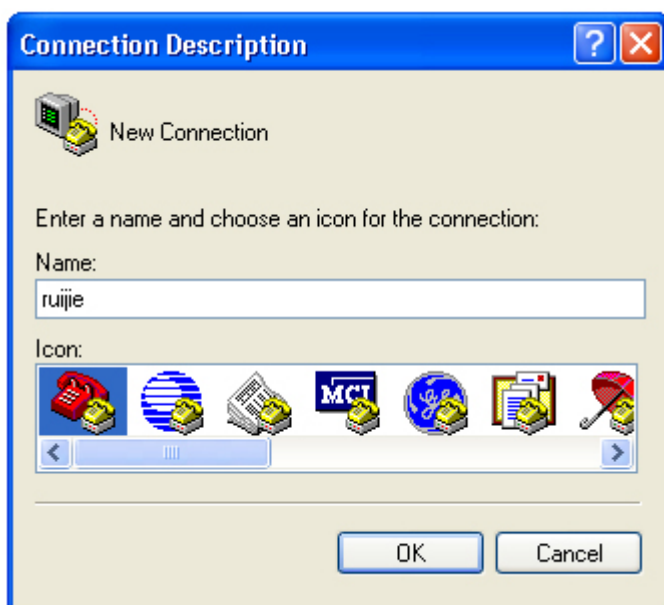 Connection Description
New Connection
Enter a name and choose an icon for the connection:
Name:
ruijie
Icon:
MCI
OK
Cancel